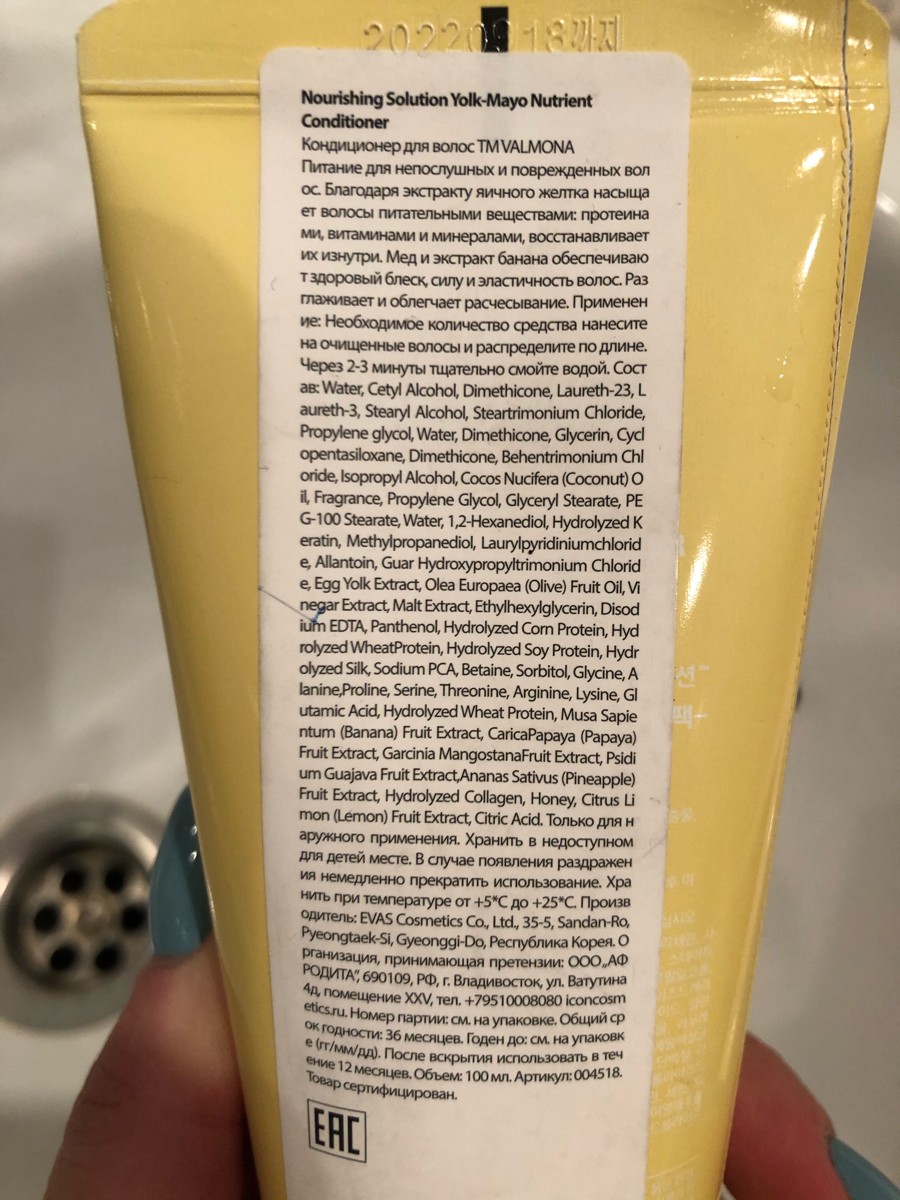 202209 18까지
Nourishing Solution Yolk-Mayo Nutrient
Conditioner
Кондиционер для волос TM VALMONA
Питание для непослушных и поврежденных вол
ос. Благодаря экстракту яичного желтка насыща
ет волосы питательными веществами: протеина
ми, витаминами и минералами, восстанавливает
их изнутри. Мед и экстракт банана обеспечиваю
т здоровый блеск, силу и эластичность волос. Раз
глаживает и облегчает расчесывание. Применен
ие: Необходимое количество средства нанесите
на очищенные волосы и распределите по длине.
Через 2-3 минуты тщательно смойте водой. Сост
ав: Water, Cetyl Alcohol, Dimethicone, Laureth-23, L
aureth-3, Stearyl Alcohol, Steartrimonium Chloride,
Propylene glycol, Water, Dimethicone, Glycerin, Cycl
opentasiloxane, Dimethicone, Behentrimonium Chl
oride, Isopropyl Alcohol, Cocos Nucifera (Coconut) O
il, Fragrance, Propylene Glycol, Glyceryl Stearate, PE
G-100 Stearate, Water, 1,2-Hexanediol, Hydrolyzed K
eratin, Methylpropanediol, Laurylpyridiniumchlorid
e, Allantoin, Guar Hydroxypropyltrimonium Chlorid
e, Egg Yolk Extract, Olea Europaea (Olive) Fruit Oil, Vi
negar Extract, Malt Extract, Ethylhexylglycerin, Disod
ium EDTA, Panthenol, Hydrolyzed Corn Protein, Hyd
rolyzed WheatProtein, Hydrolyzed Soy Protein, Hydr
olyzed Silk, Sodium PCA, Betaine, Sorbitol, Glycine, A
lanine,Proline, Serine, Threonine, Arginine, Lysine, Gl
utamic Acid, Hydrolyzed Wheat Protein, Musa Sapie
ntum (Banana) Fruit Extract, CaricaPapaya (Papaya)
Fruit Extract, Garcinia MangostanaFruit Extract, Psidi
um Guajava Fruit Extract,Ananas Sativus (Pineapple)
Fruit Extract, Hydrolyzed Collagen, Honey, Citrus Li
mon (Lemon) Fruit Extract, Citric Acid. Только для н
аружного применения. Хранить в недоступном
для детей месте. В случае появления раздражен
ия немедленно прекратить использование. Хра
нить при температуре от +5*С до +25*С. Произв
одитель: EVAS Cosmetics Co., Ltd., 35-5, Sandan-Ro,
Pyeongtaek-Si, Gyeonggi-Do, Республика Корея. О
рганизация, принимающая претензии: ООО „АФ
РОДИТА”, 690109, РФ, г. Владивосток, ул. Ватутина
4д, помещение XXV, тел. +79510008080 iconcosm
etics.ru. Номер партии: см. на упаковке. Общий ср
ок годности: 36 месяцев. Годен до: см. на упаковк
е (гг/мм/дд). После вскрытия использовать в теч
ение 12 месяцев. Объем: 100 мл. Артикул: 004518.
Товар сертифицирован.
EAC
션
팩